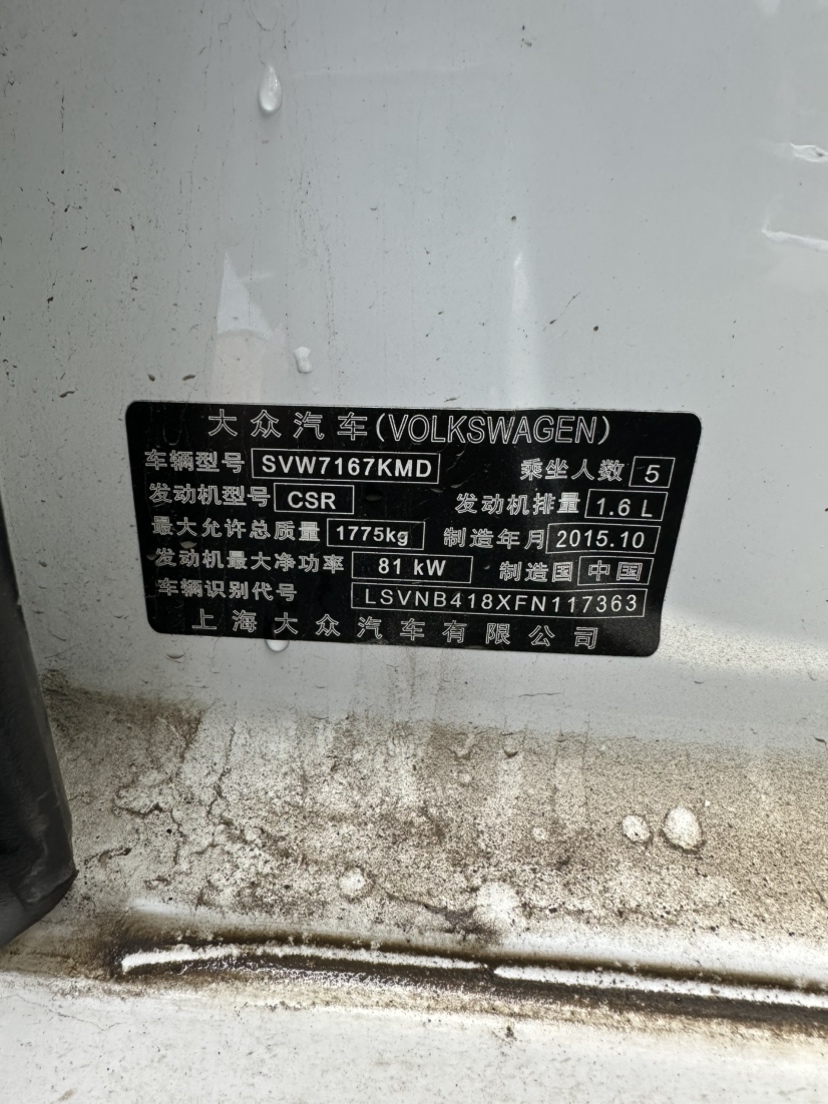 大众汽车(VOLKSWAGEN)
车辆型号 SVW7167KMD 乘坐人数 5
发动机型号 CSR 发动机排量 1.6 L
最大允许总质量 1775kg 制造年月 2015.10
发动机最大净功率 81 kW 制造国 中国
车辆识别代号 LSVNB418XFN117363
上海大众汽车有限公司